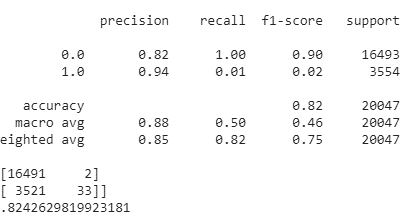 precision recall f1-score support
0.0 0.82 1.00 0.90 16493
1.0 0.94 0.01 0.02 3554
accuracy 0.82 20047
macro avg 0.88 0.50 0.46 20047
eighted avg 0.85 0.82 0.75 20047
[16491 2]
[ 3521 33]]
.8242629819923181